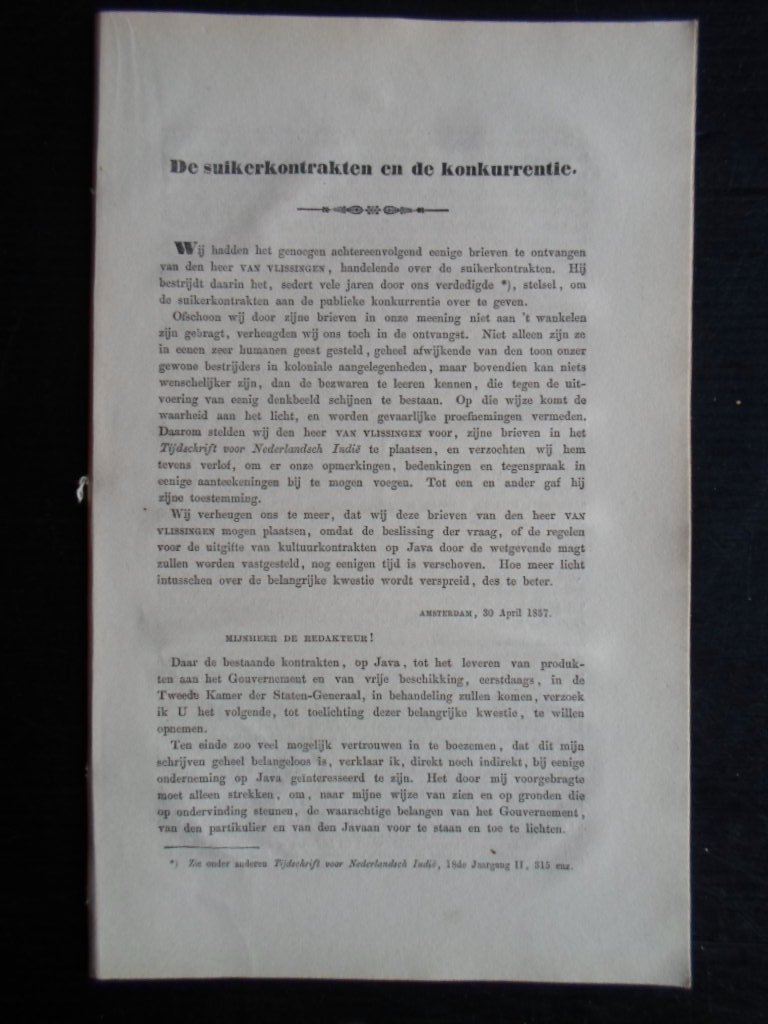 De suikerkontrakten en de konkurrentie.
Wij hadden het genoegen achtereenvolgend eenige brieven te ontvangen
van den heer VAN VLISSINGEN, handelende over de suikerkontrakten. Hij
bestrijdt daarin het, sedert vele jaren door ons verdedigde *), stelsel, om
de suikerkontrakten aan de publieke konkurrentie over te geven.
Ofschoon wij door zijne brieven in onze meening niet aan 't wankelen
zijn gebragt, verheugden wij ons toch in de ontvangst. Niet alleen zijn ze
in eenen zeer humanen geest gesteld, geheel afwijkende van den toon onzer
gewone bestrijders in koloniale aangelegenheden, maar bovendien kan niets
wenschelijker zijn, dan de bezwaren te leeren kennen, die tegen de uit-
voering van eenig denkbeeld schijnen te bestaan. Op die wijze komt de
waarheid aan het licht, en worden gevaarlijke proefnemingen vermeden.
Daarom stelden wij den heer VAN VLISSINGEN voor, zijne brieven in het
Tijdschrift voor Nederlandsch Indië te plaatsen, en verzochten wij hem
tevens verlof, om er onze opmerkingen, bedenkingen en tegenspraak in
eenige aanteekeningen bij te mogen voegen. Tot een en ander gaf hij
zijne toestemming.
Wij verheugen ons te meer, dat wij deze brieven van den heer VAN
VLISSINGEN mogen plaatsen, omdat de beslissing der vraag, of de regelen
voor de uitgifte van kultuurkontrakten op Java door de wetgevende magt
zullen worden vastgesteld, nog eenigen tijd is verschoven. Hoe meer licht
intusschen over de belangrijke kwestie wordt verspreid, des te beter.
AMSTERDAM, 30 April 1857.
MIJNHEER DE REDAKTEUR!
Daar de bestaande kontrakten, op Java, tot het leveren van produk-
ten aan het Gouvernement en van vrije beschikking, eerstdaags, in de
Tweede Kamer der Staten-Generaal, in behandeling zullen komen, verzoek
ik U het volgende, tot toelichting dezer belangrijke kwestie, te willen
opnemen.
Ten einde zoo veel mogelijk vertrouwen in te boezemen, dat dit mijn
schrijven geheel belangeloos is, verklaar ik, direkt noch indirekt, bij eenige
onderneming op Java geïnteresseerd te zijn. Het door mij voorgebragte
moet alleen strekken, om, naar mijne wijze van zien en op gronden die
op ondervinding steunen, de waarachtige belangen van het Gouvernement,
van den partikulier en van den Javaan voor te staan en toe te lichten.
*) Zie onder anderen Tijdschrift voor Nederlandsch Indië, 18de Jaargang II, 315 enz.